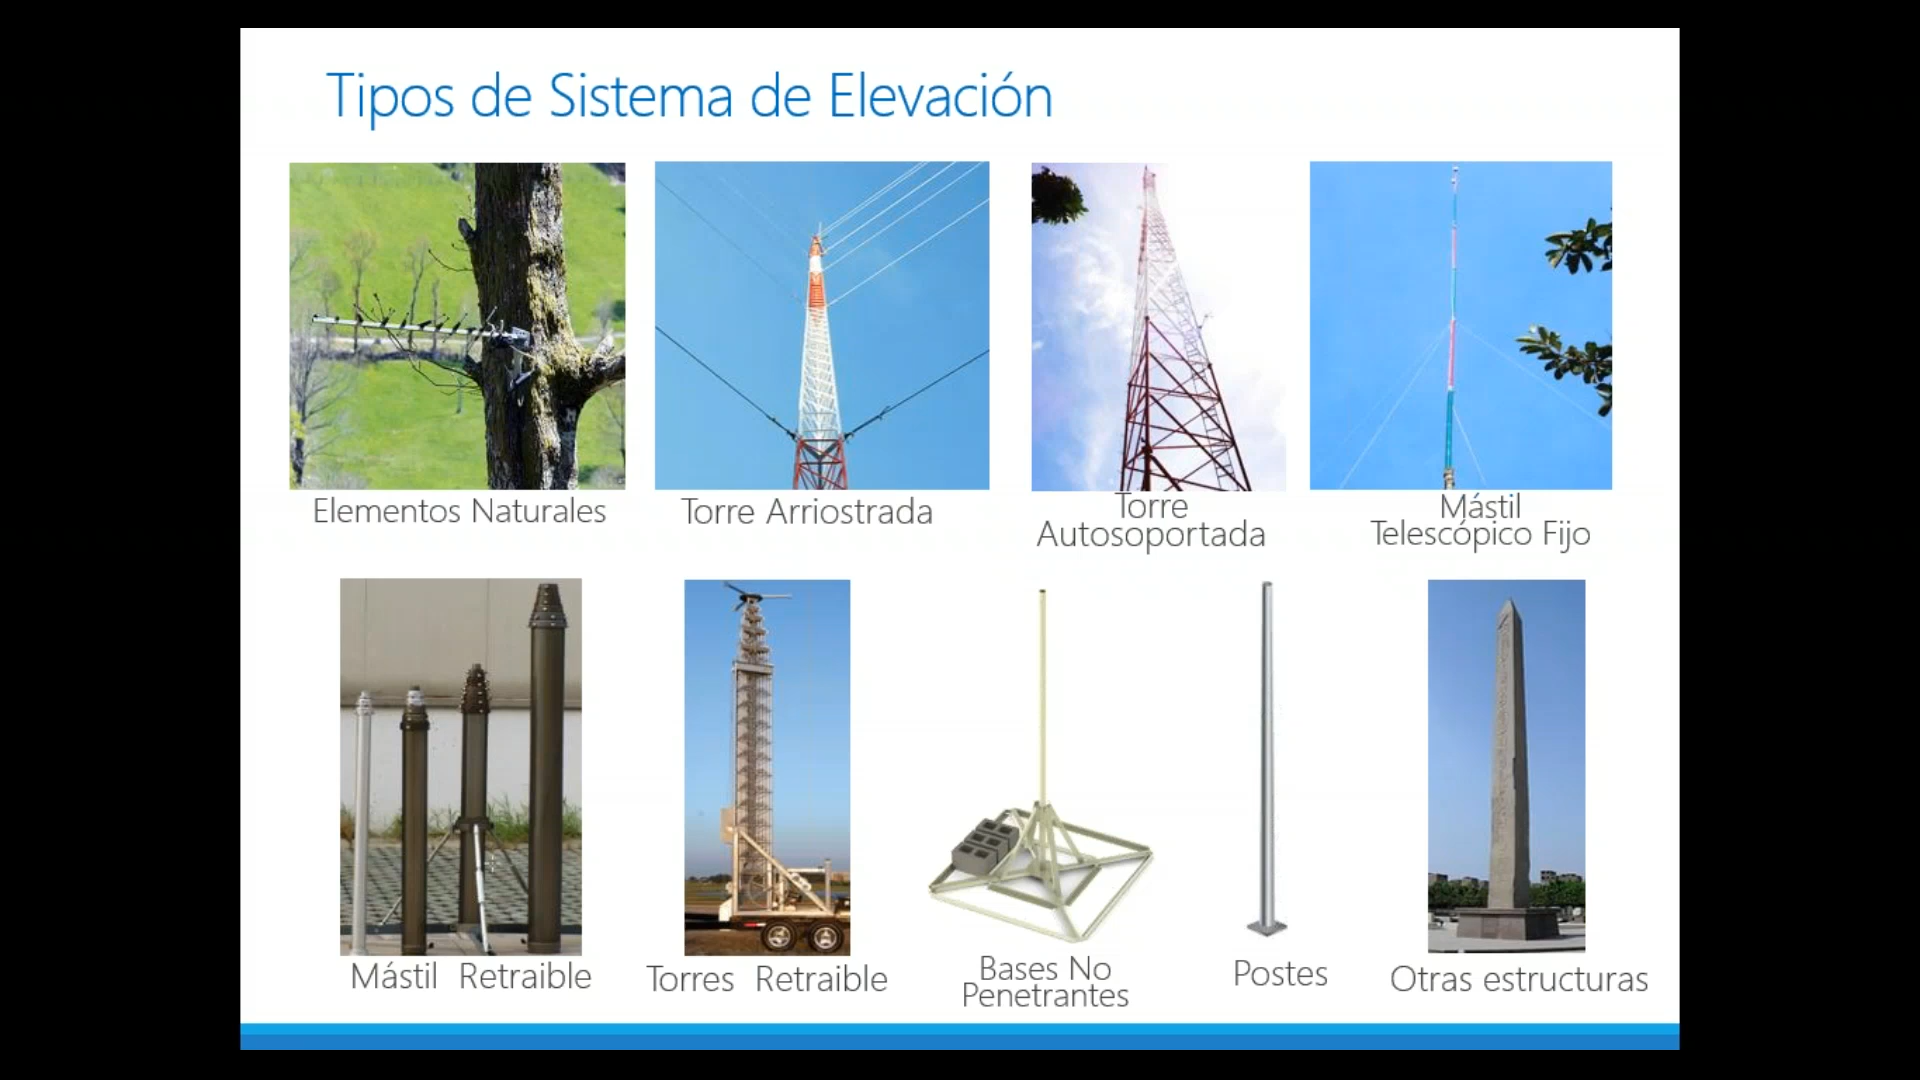 Tipos de Sistema de Elevación
Elementos Naturales
Torre Arriostrada
Torre
Autosoportada
Mástil
Telescópico Fijo
Mástil Retraible
Torres Retraible
Bases No
Penetrantes
Postes
Otras estructuras